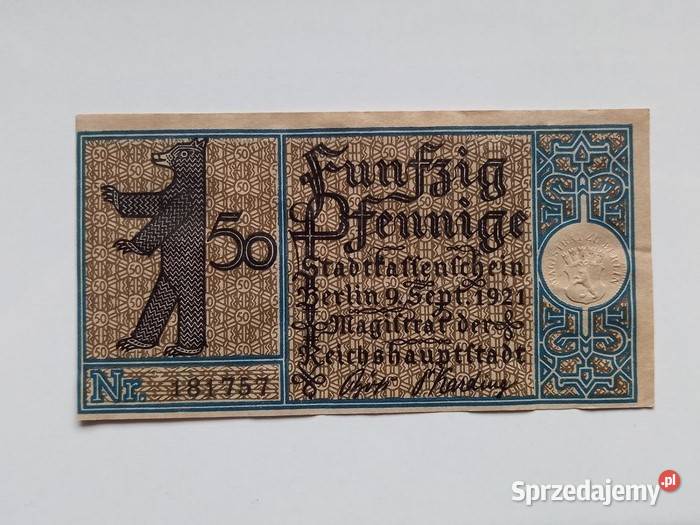 50
Fünfzig
Pfennige
Stadtkassenschein
Berlin 9. Sept. 1921
Magistrat der
Reichshauptstadt
Nr. 181757
Sprzedajemy.pl